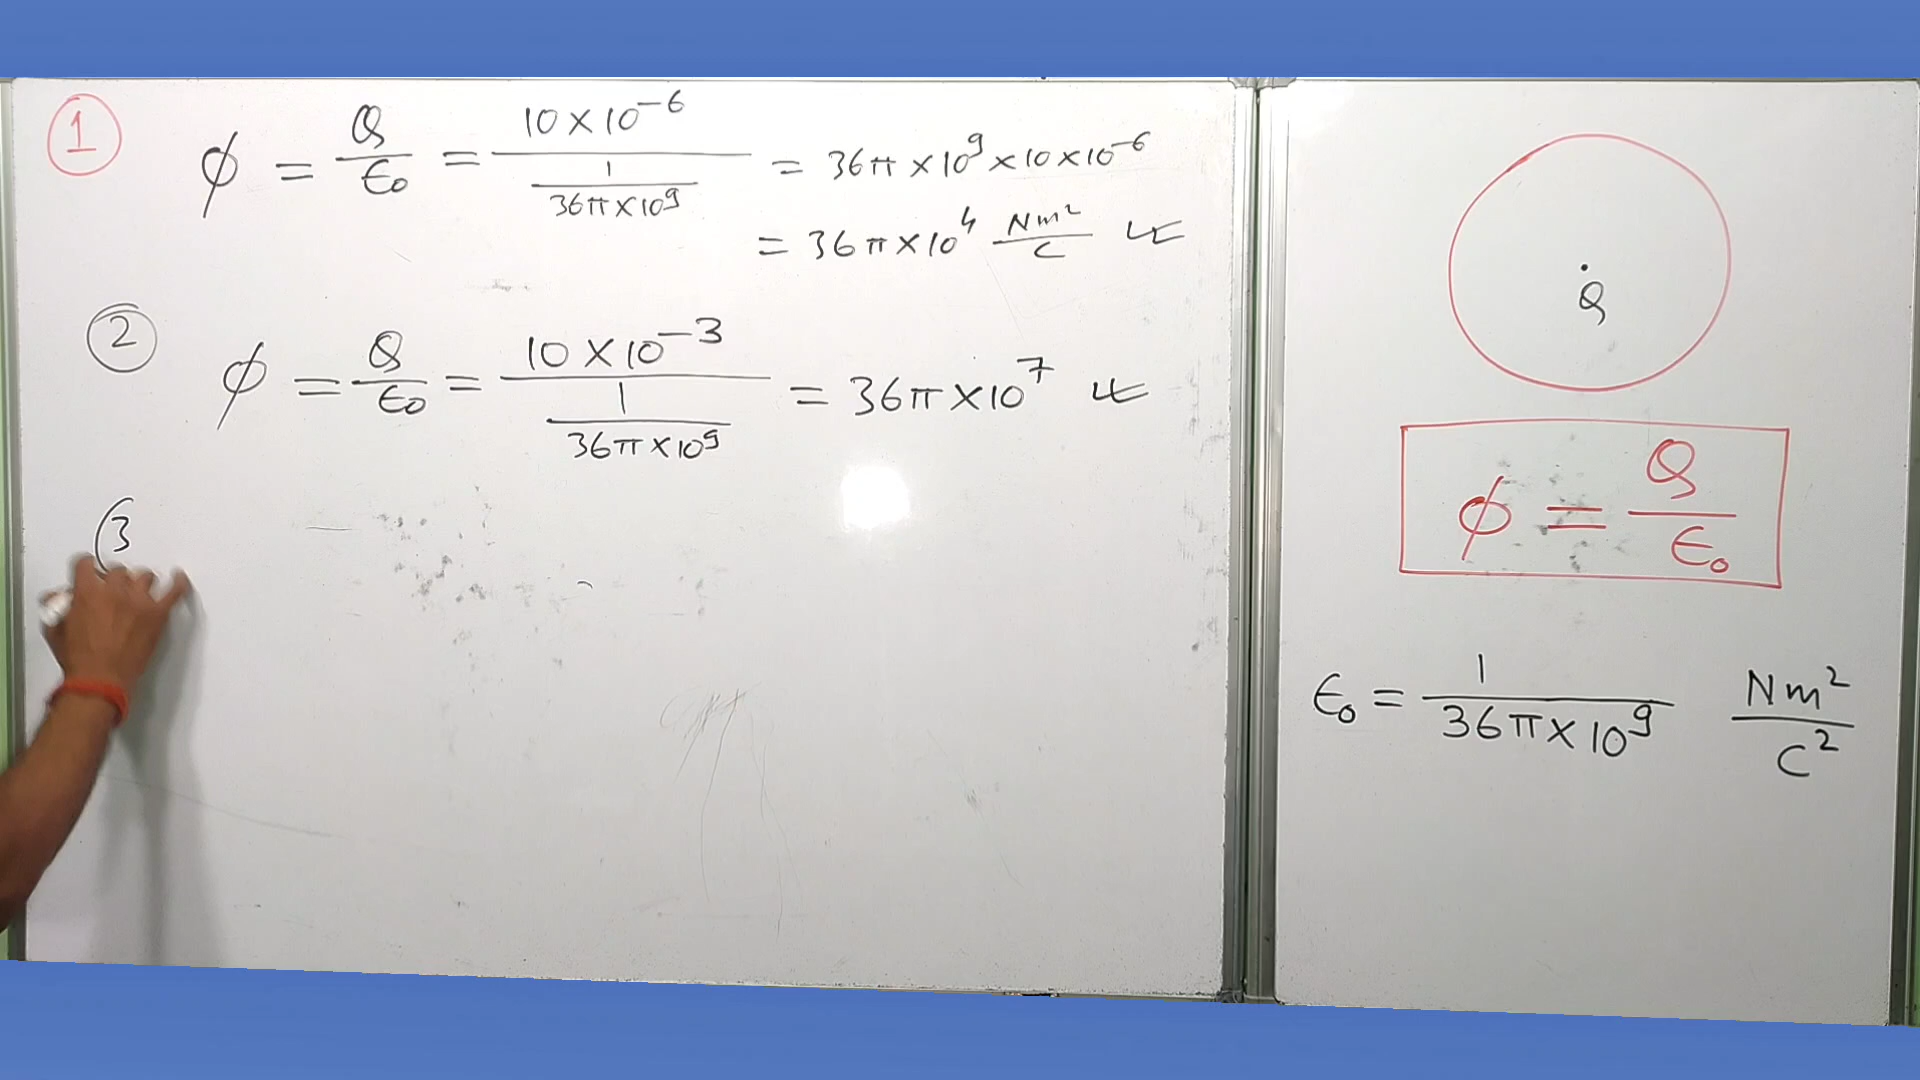 1
ϕ = Q/ϵ₀ = 10 × 10⁻⁶ / (1 / 36π × 10⁹) = 36π × 10⁹ × 10 × 10⁻⁶
= 36π × 10⁴ Nm²/C
2
ϕ = Q/ϵ₀ = 10 × 10⁻³ / (1 / 36π × 10⁹) = 36π × 10⁷
3
Q
ϕ = Q/ϵ₀
ϵ₀ = 1 / 36π × 10⁹ Nm²/C²